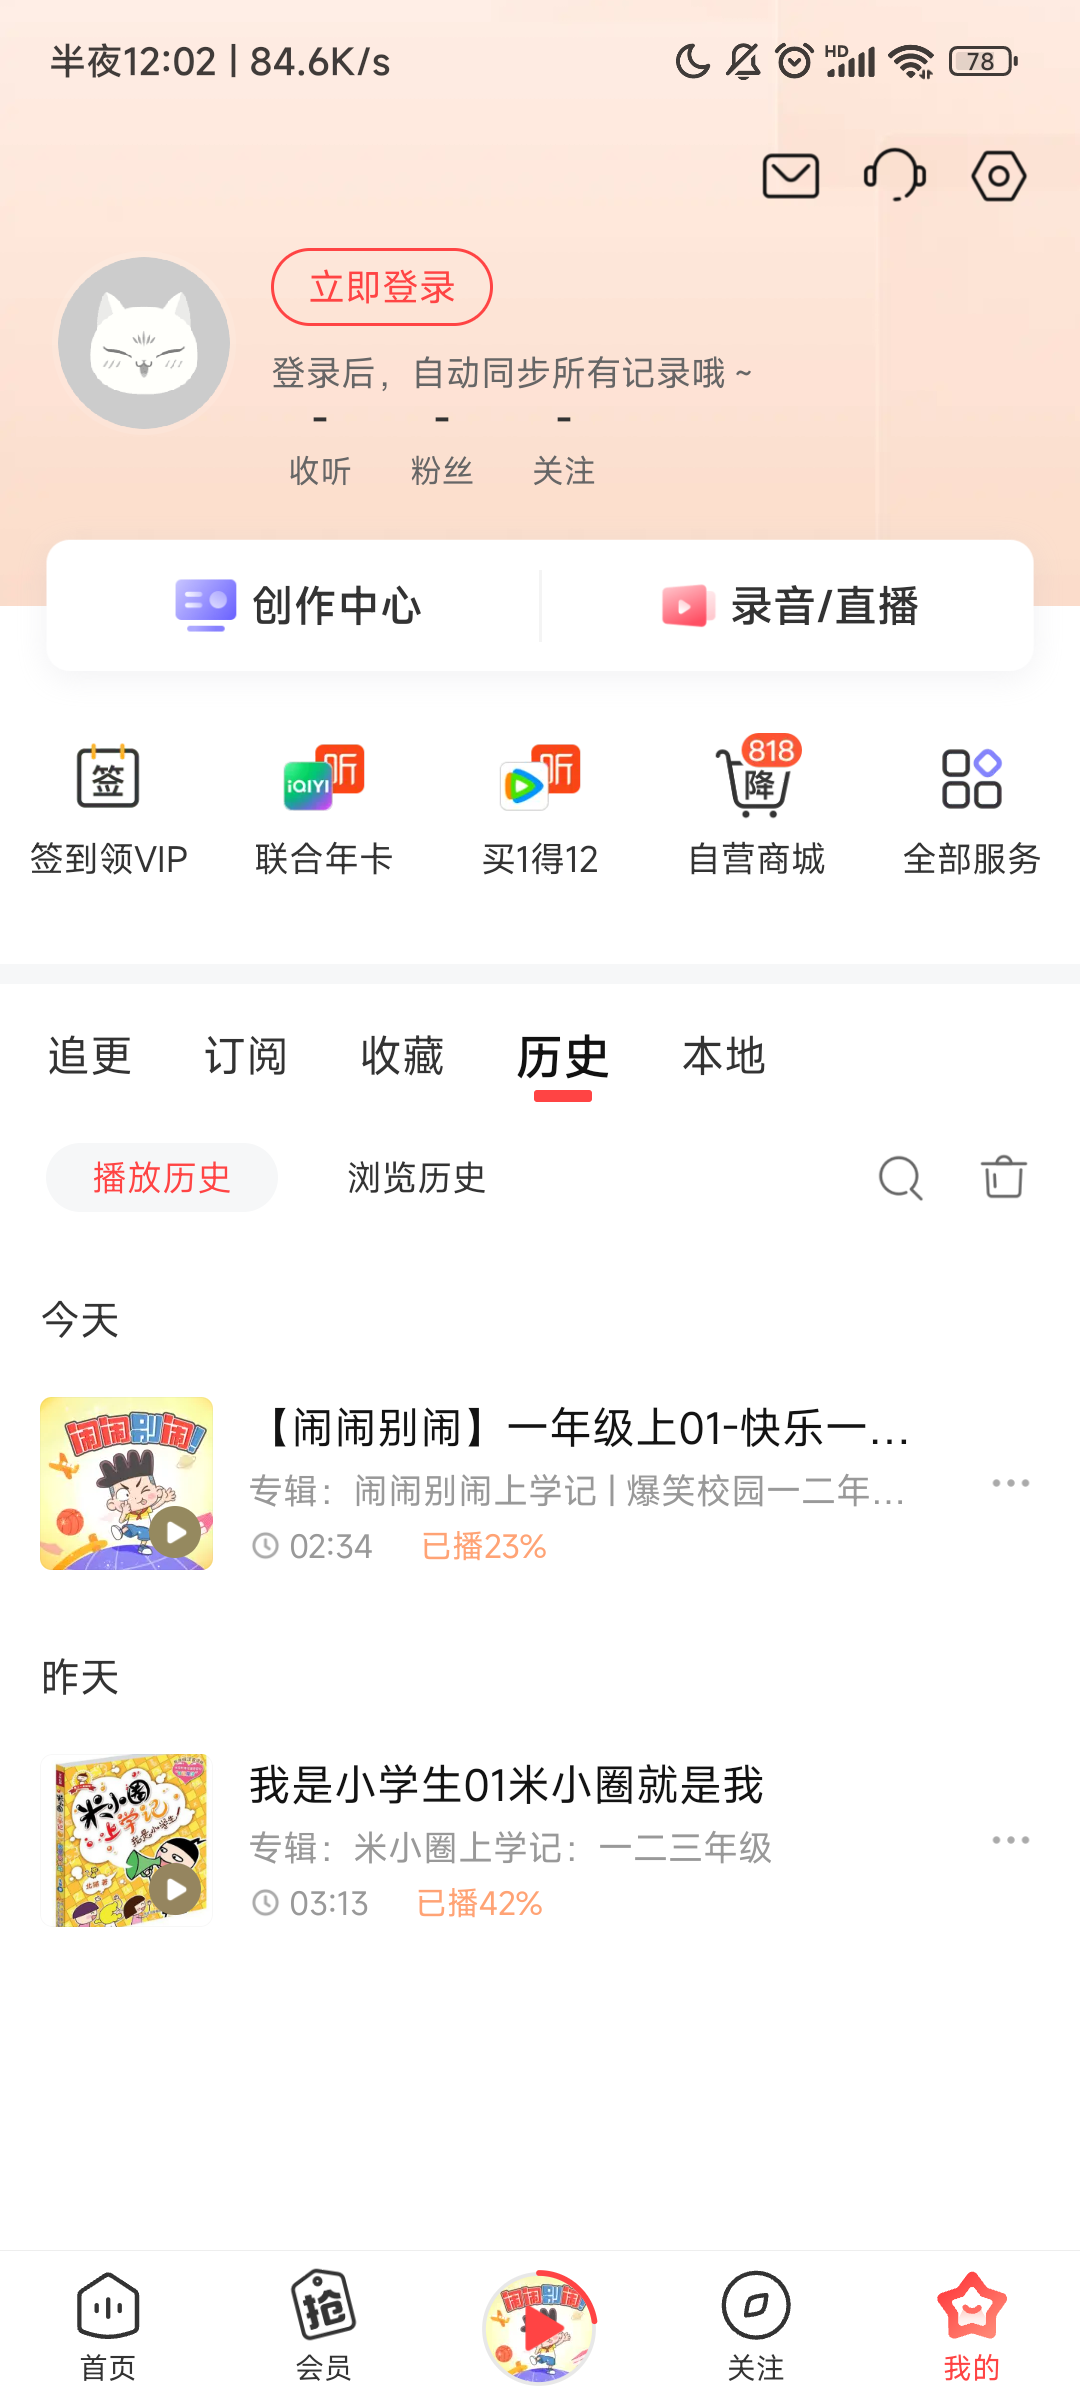 半夜12:02 | 84.6K/s
HD
78
立即登录
登录后，自动同步所有记录哦~
- - -
收听 粉丝 关注
创作中心 录音/直播
签 iQIYI 听 听 818 降
签到领VIP 联合年卡 买1得12 自营商城 全部服务
追更 订阅 收藏 历史 本地
播放历史 浏览历史
今天
闹闹别闹!
【闹闹别闹】一年级上01-快乐一...
专辑：闹闹别闹上学记 | 爆笑校园一二年...
02:34 已播23%
昨天
米小圈
上学记
我是小学生!
北猫 著
我是小学生01米小圈就是我
专辑：米小圈上学记：一二三年级
03:13 已播42%
抢
闹闹别闹!
首页 会员 关注 我的